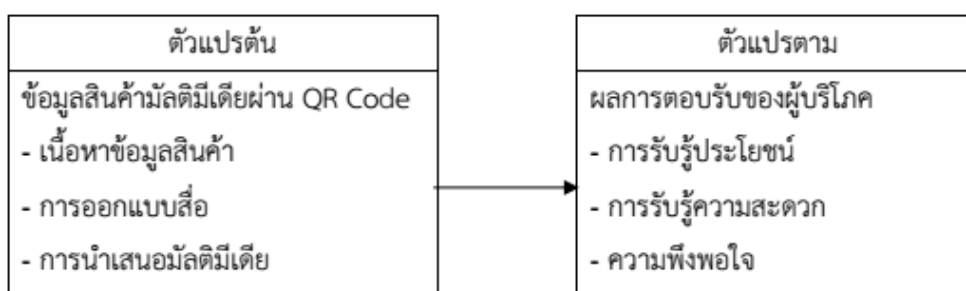 ตัวแปรต้น
ข้อมูลสินค้ามัลติมีเดียผ่าน QR Code
- เนื้อหาข้อมูลสินค้า
- การออกแบบสื่อ
- การนำเสนอมัลติมีเดีย
ตัวแปรตาม
ผลการตอบรับของผู้บริโภค
- การรับรู้ประโยชน์
- การรับรู้ความสะดวก
- ความพึงพอใจ